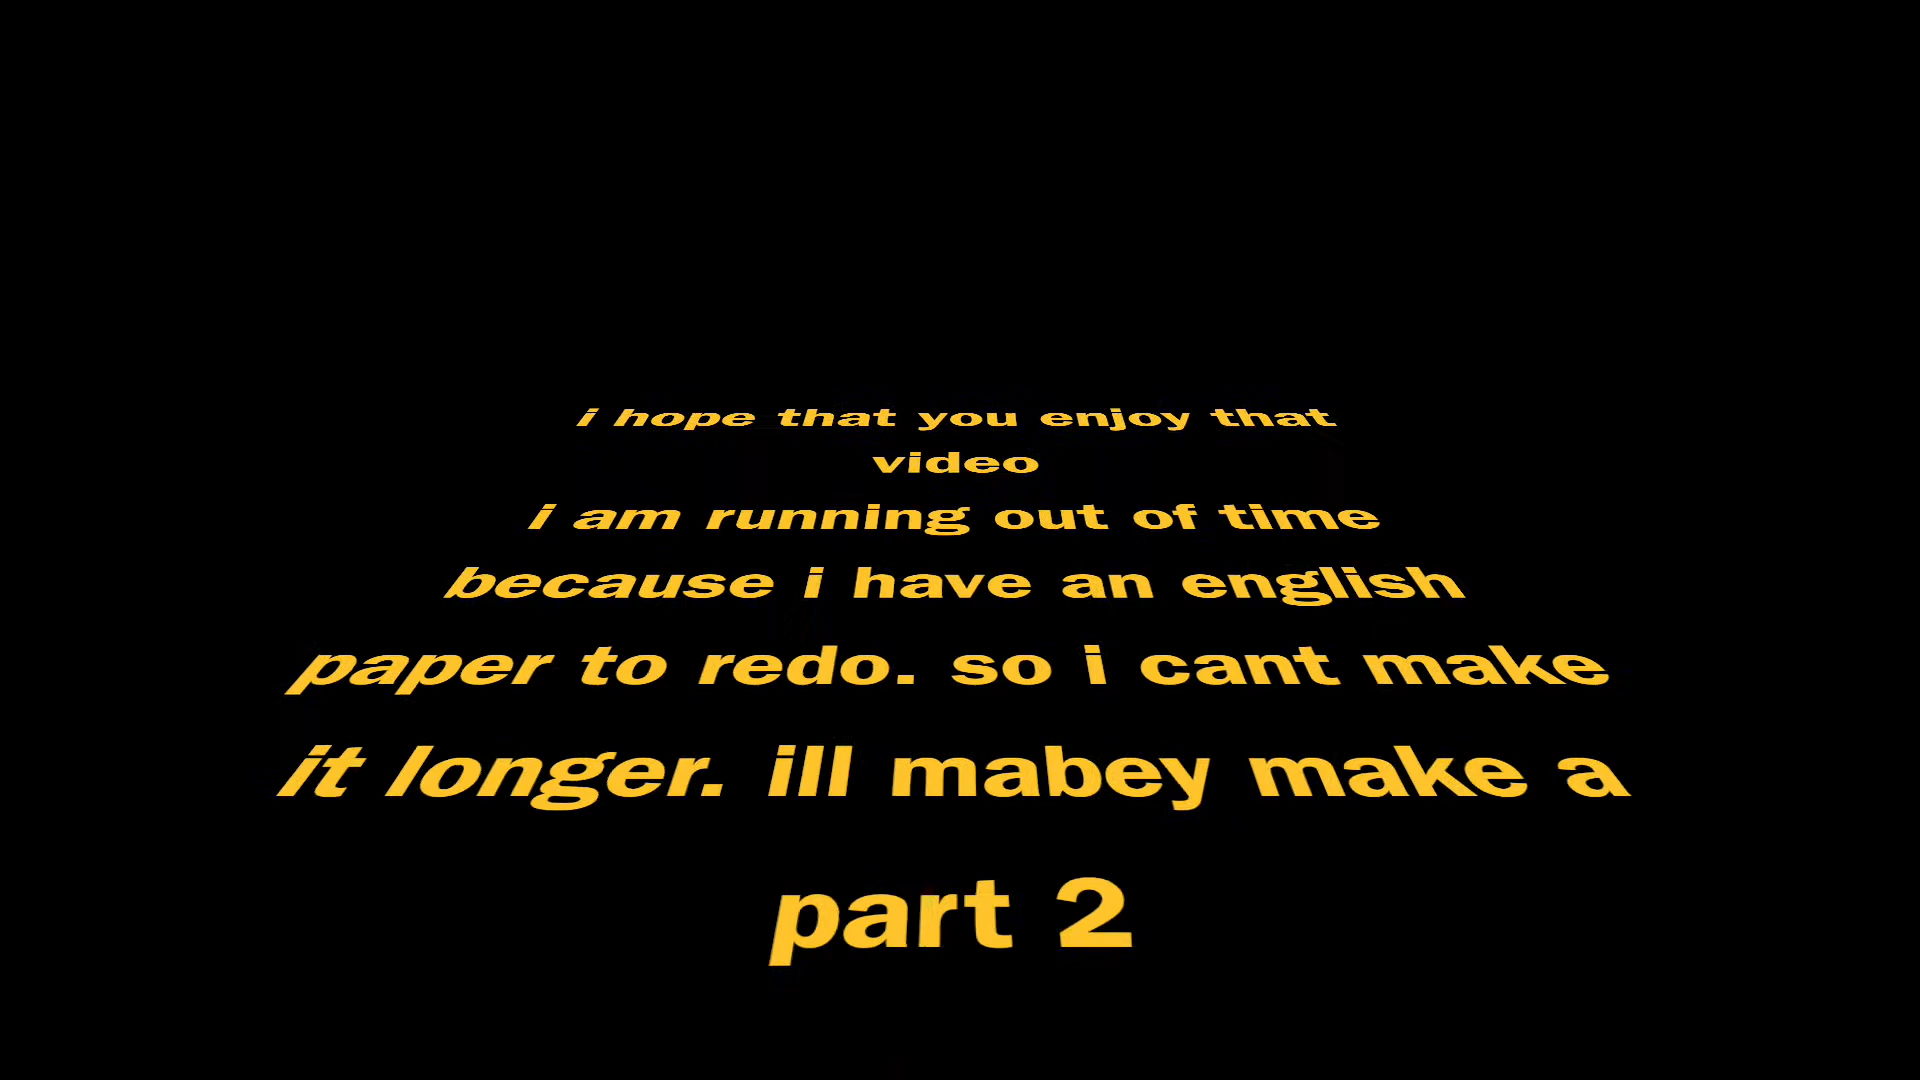 i hope that you enjoy that
video
i am running out of time
because i have an english
paper to redo. so i cant make
it longer. ill mabey make a
part 2